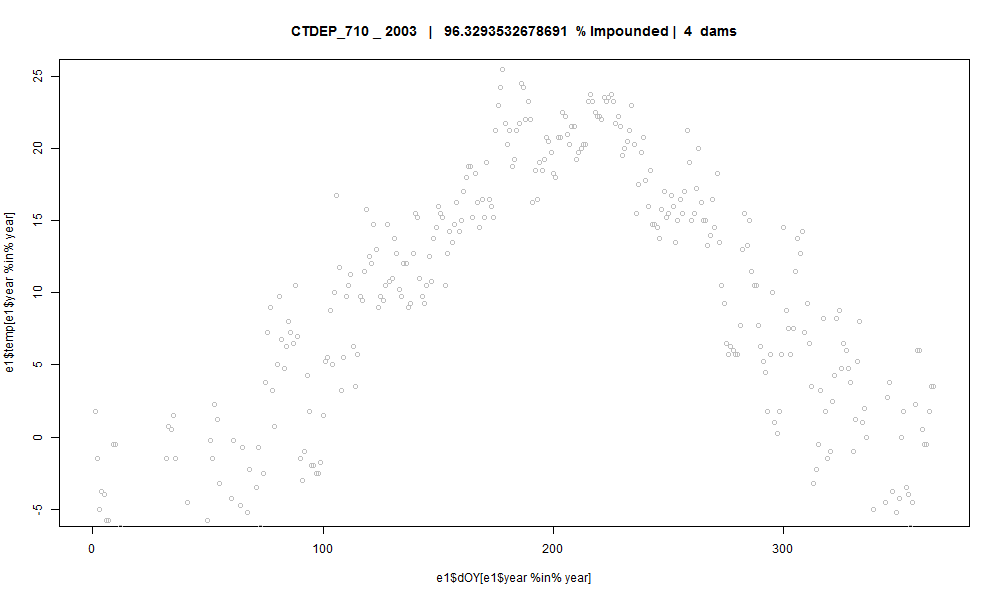 CTDEP_710 _ 2003 | 96.3293532678691 % Impounded | 4 dams
e1$temp[e1$year %in% year]
25
20
15
10
5
0
-5
0 100 200 300
e1$dOY[e1$year %in% year]